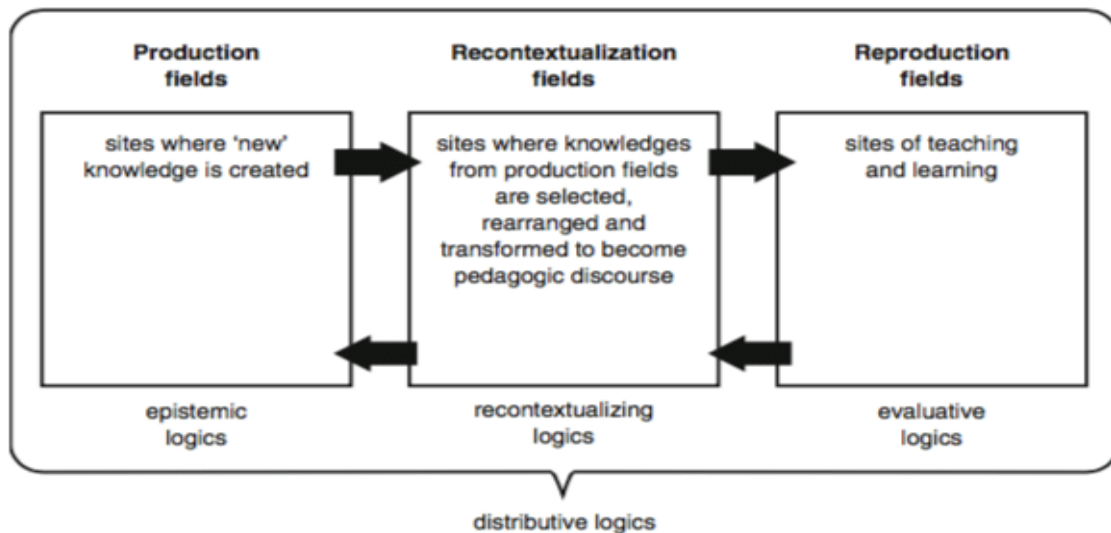 Production
fields
Recontextualization
fields
Reproduction
fields
sites where ‘new’
knowledge is created
sites where knowledges
from production fields
are selected,
rearranged and
transformed to become
pedagogic discourse
sites of teaching
and learning
epistemic
logics
recontextualizing
logics
evaluative
logics
distributive logics